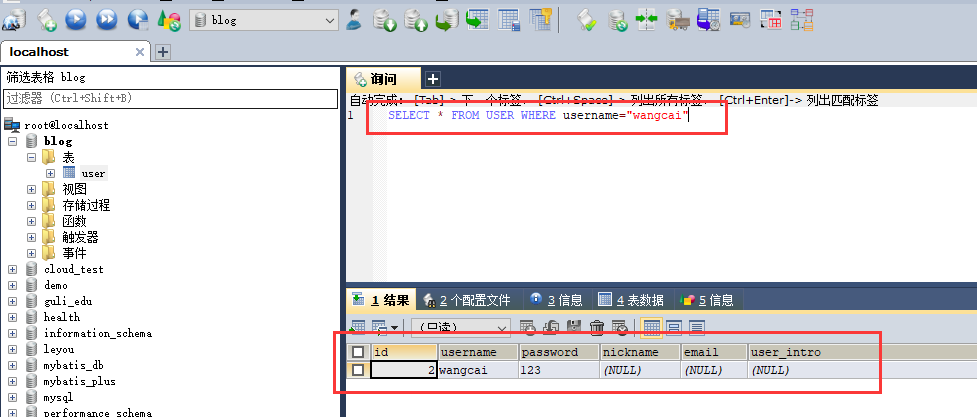 blog
localhost
筛选表格 blog
过滤器 (Ctrl+Shift+B)
root@localhost
blog
表
user
视图
存储过程
函数
触发器
事件
cloud_test
demo
guli_edu
health
information_schema
leyou
mybatis_db
mybatis_plus
mysql
performance_schema
询问
自动完成: [Tab]-> 下一个标签, [Ctrl+Space]-> 列出所有标签, [Ctrl+Enter]-> 列出匹配标签
1 SELECT * FROM USER WHERE username="wangcai"
1 结果 2 个配置文件 3 信息 4 表数据 5 信息
(只读)
id username password nickname email user_intro
2 wangcai 123 (NULL) (NULL) (NULL)